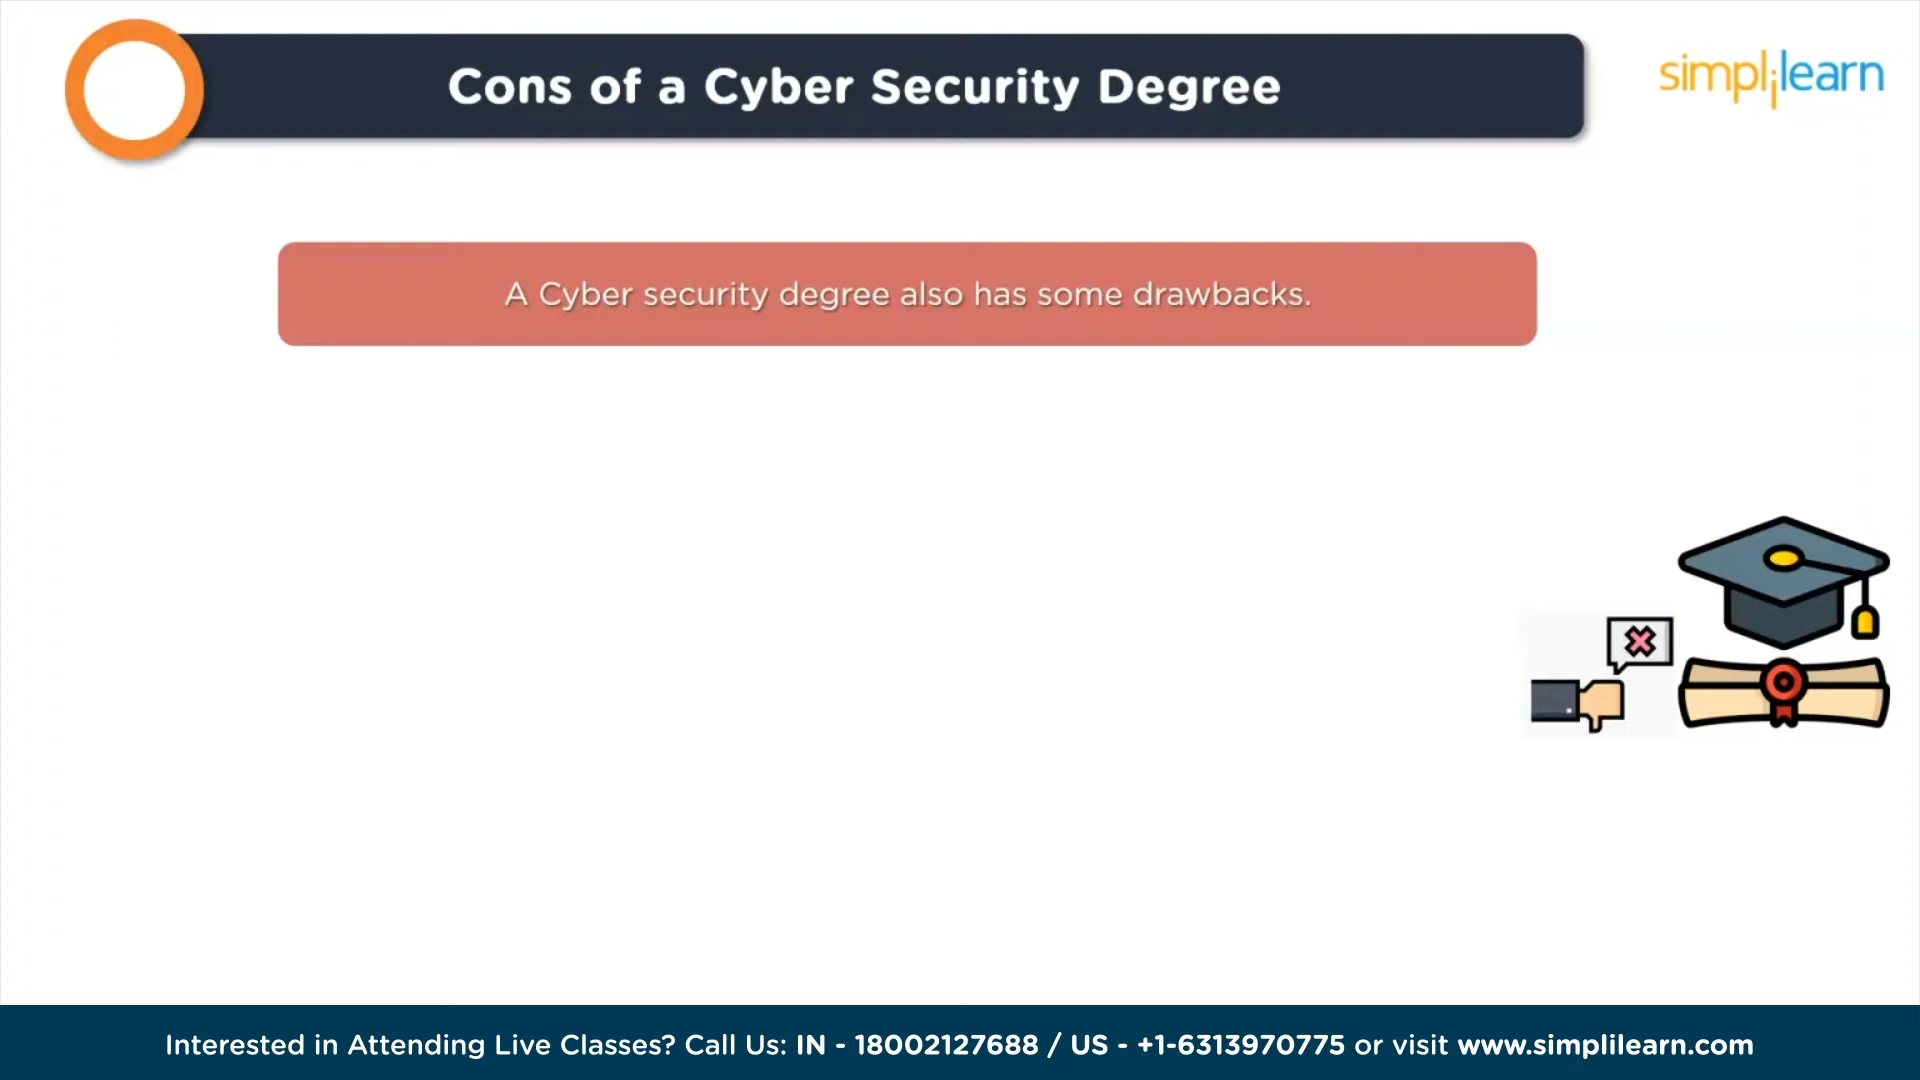 Cons of a Cyber Security Degree
simplilearn
A Cyber security degree also has some drawbacks.
Interested in Attending Live Classes? Call Us: IN - 18002127688 / US - +1-6313970775 or visit www.simplilearn.com